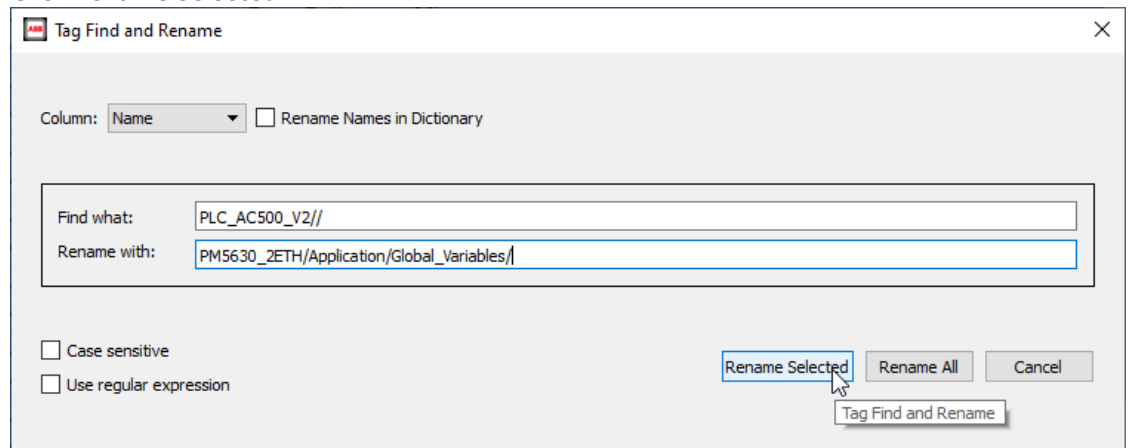 Tag Find and Rename
Column: Name Rename Names in Dictionary
Find what: PLC_AC500_V2//
Rename with: PM5630_2ETH/Application/Global_Variables/
Case sensitive
Use regular expression
Rename Selected Rename All Cancel
Tag Find and Rename